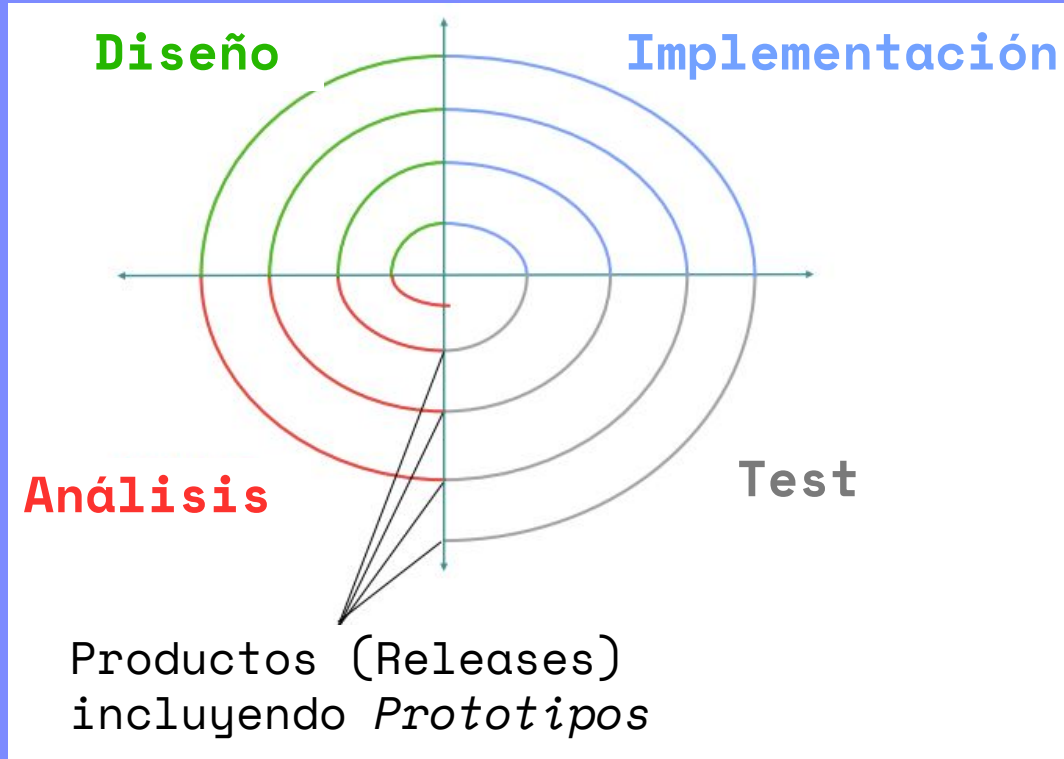 Diseño
Implementación
Análisis
Test
Productos (Releases)
incluyendo Prototipos